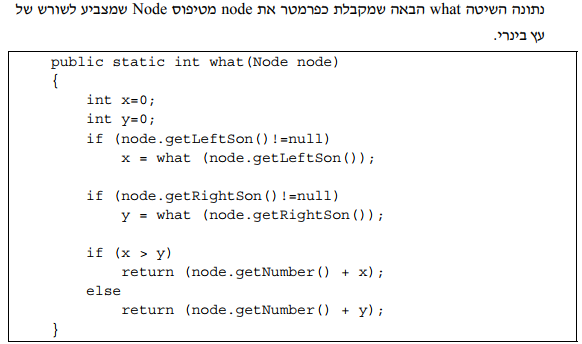 נתונה השיטה what הבאה שמקבלת כפרמטר את node מטיפוס Node שמצביע לשורש של
עץ בינרי.
public static int what(Node node)
{
int x=0;
int y=0;
if (node.getLeftSon()!=null)
x = what (node.getLeftSon());
if (node.getRightSon()!=null)
y = what (node.getRightSon());
if (x > y)
return (node.getNumber() + x);
else
return (node.getNumber() + y);
}